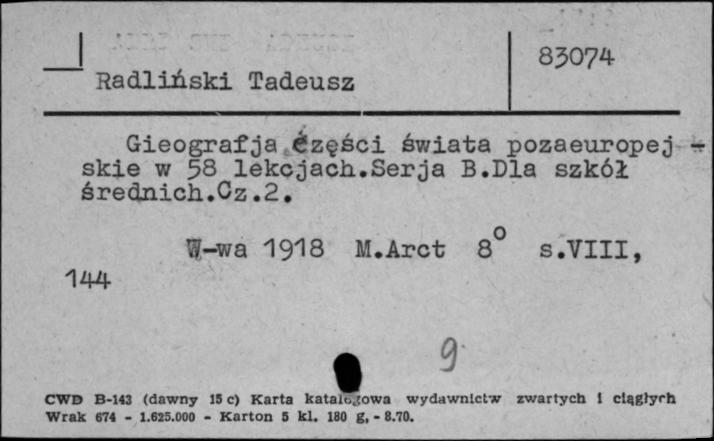 83074
Radliński Tadeusz
Gieografja części świata pozaeuropej-
skie w 58 lekcjach.Serja B.Dla szkół
średnich.Cz.2.
W-wa 1918 M.Arct 8° s.VIII,
144
9
CWD B-143 (dawny 15 c) Karta katalogowa wydawnictw zwartych i ciągłych
Wrak 674 - 1.625.000 - Karton 5 kl. 180 g, - 8.70.